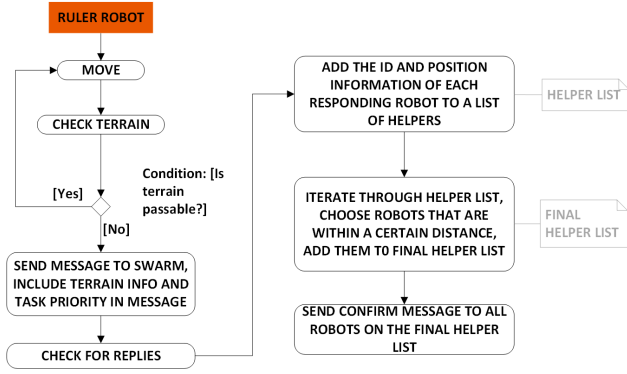 RULER ROBOT
MOVE
CHECK TERRAIN
Condition: [Is
terrain
passable?]
[Yes]
[No]
SEND MESSAGE TO SWARM,
INCLUDE TERRAIN INFO AND
TASK PRIORITY IN MESSAGE
CHECK FOR REPLIES
ADD THE ID AND POSITION
INFORMATION OF EACH
RESPONDING ROBOT TO A LIST
OF HELPERS
HELPER LIST
ITERATE THROUGH HELPER LIST,
CHOOSE ROBOTS THAT ARE
WITHIN A CERTAIN DISTANCE,
ADD THEM T0 FINAL HELPER LIST
FINAL
HELPER LIST
SEND CONFIRM MESSAGE TO ALL
ROBOTS ON THE FINAL HELPER
LIST